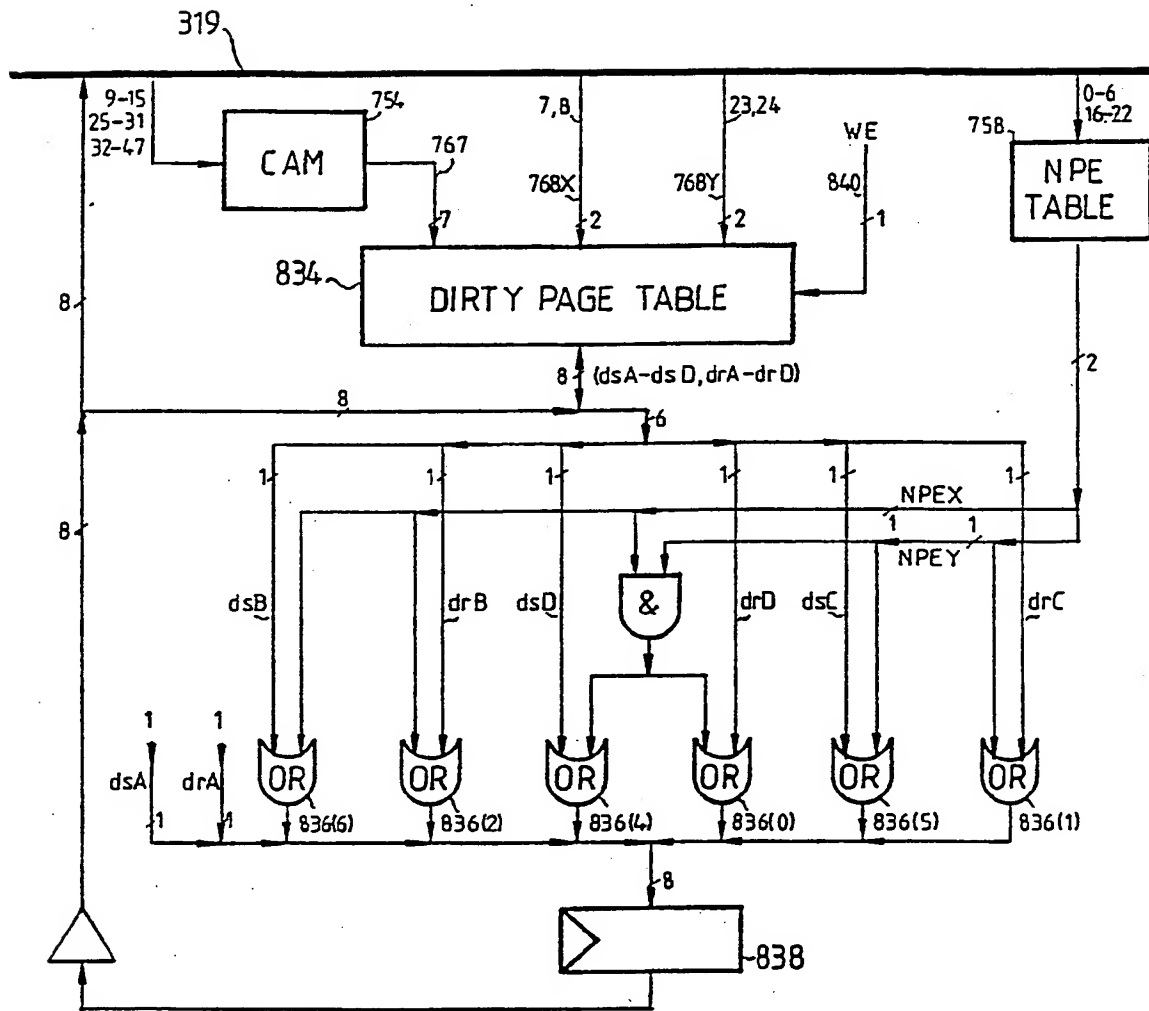 319
9-15
25-31
32-47
754
CAM
767
7,8
768X
2
23,24
768Y
2
WE
840
1
0-6
16-22
758
NPE
TABLE
7
834
DIRTY PAGE TABLE
8
8
(dsA-dsD, drA-drD)
2
8
6
1
1
1
1
1
1
NPEX
1
1
NPEY
8
&
dsB
drB
dsD
drD
dsC
drC
1
1
dsA
drA
1
1
OR
OR
OR
OR
OR
OR
836(6)
836(2)
836(4)
836(0)
836(5)
836(1)
8
838